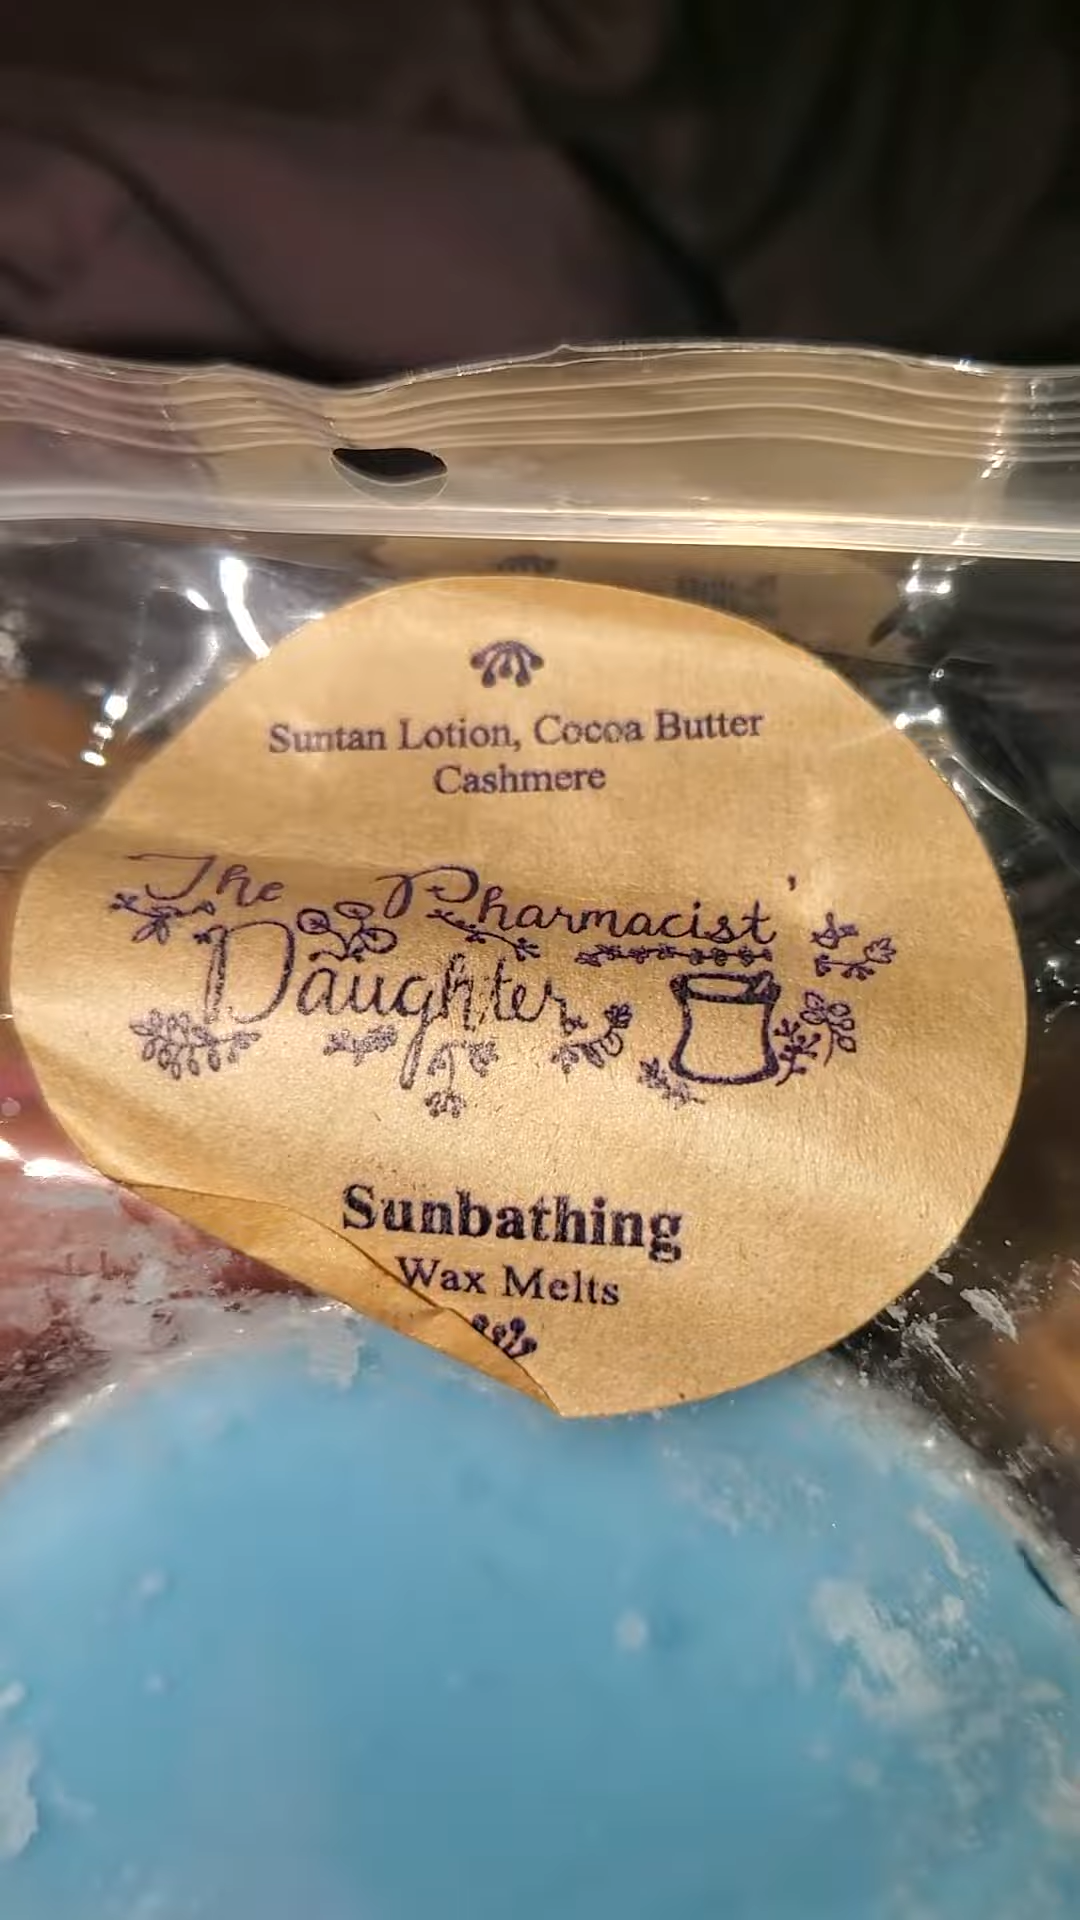 Suntan Lotion, Cocoa Butter
Cashmere
The Pharmacist'
Daughter
Sunbathing
Wax Melts